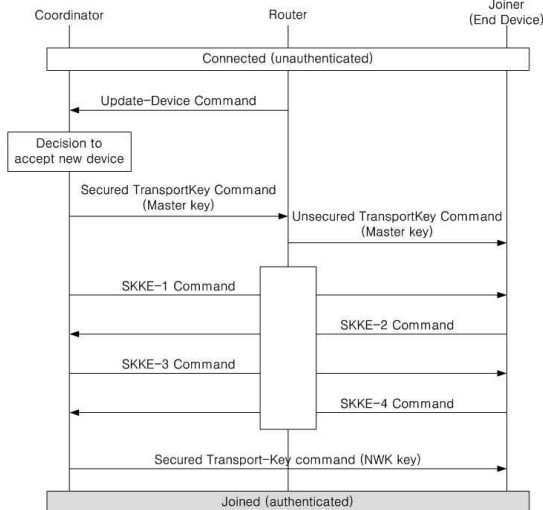 Coordinator
Router
Joiner
(End Device)
Connected (unauthenticated)
Update-Device Command
Decision to
accept new device
Secured TransportKey Command
(Master key)
Unsecured TransportKey Command
(Master key)
SKKE-1 Command
SKKE-2 Command
SKKE-3 Command
SKKE-4 Command
Secured Transport-Key command (NWK key)
Joined (authenticated)